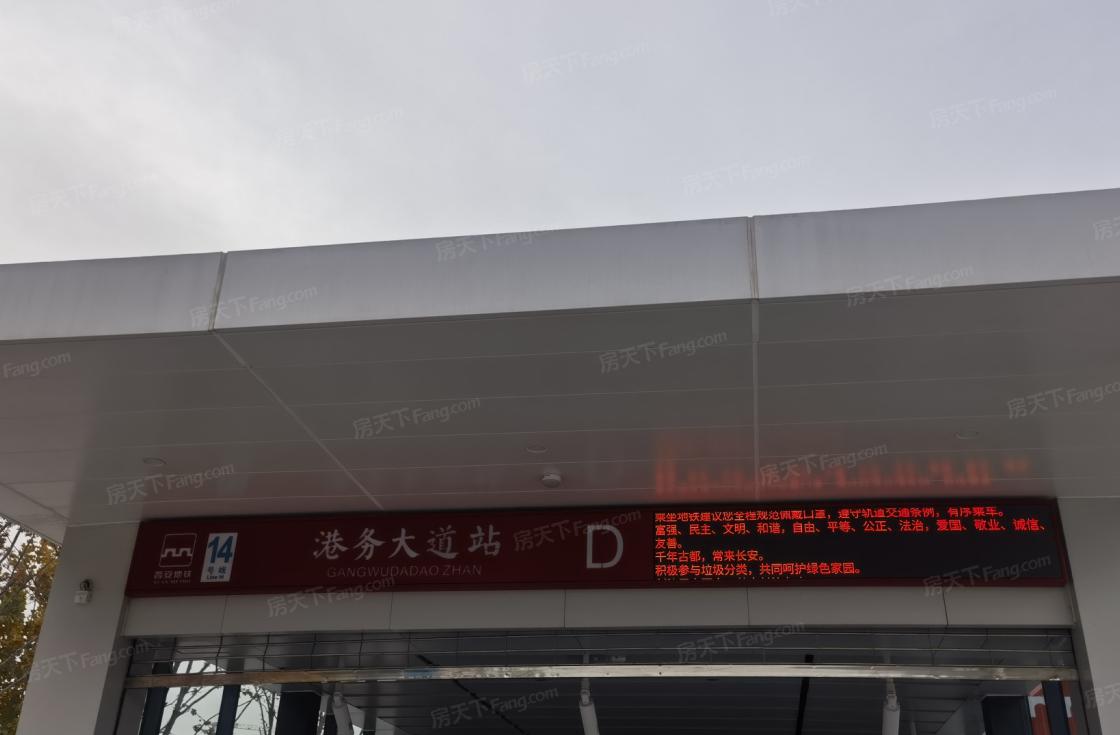 西安地铁
XI'AN METRO
14
号线
Line 14
港务大道站
GANGWUDADAO ZHAN
D
乘坐地铁建议您全程规范佩戴口罩，遵守轨道交通条例，有序乘车。
富强、民主、文明、和谐，自由、平等、公正、法治，爱国、敬业、诚信、
友善。
千年古都，常来长安。
积极参与垃圾分类，共同呵护绿色家园。
房天下Fang.com